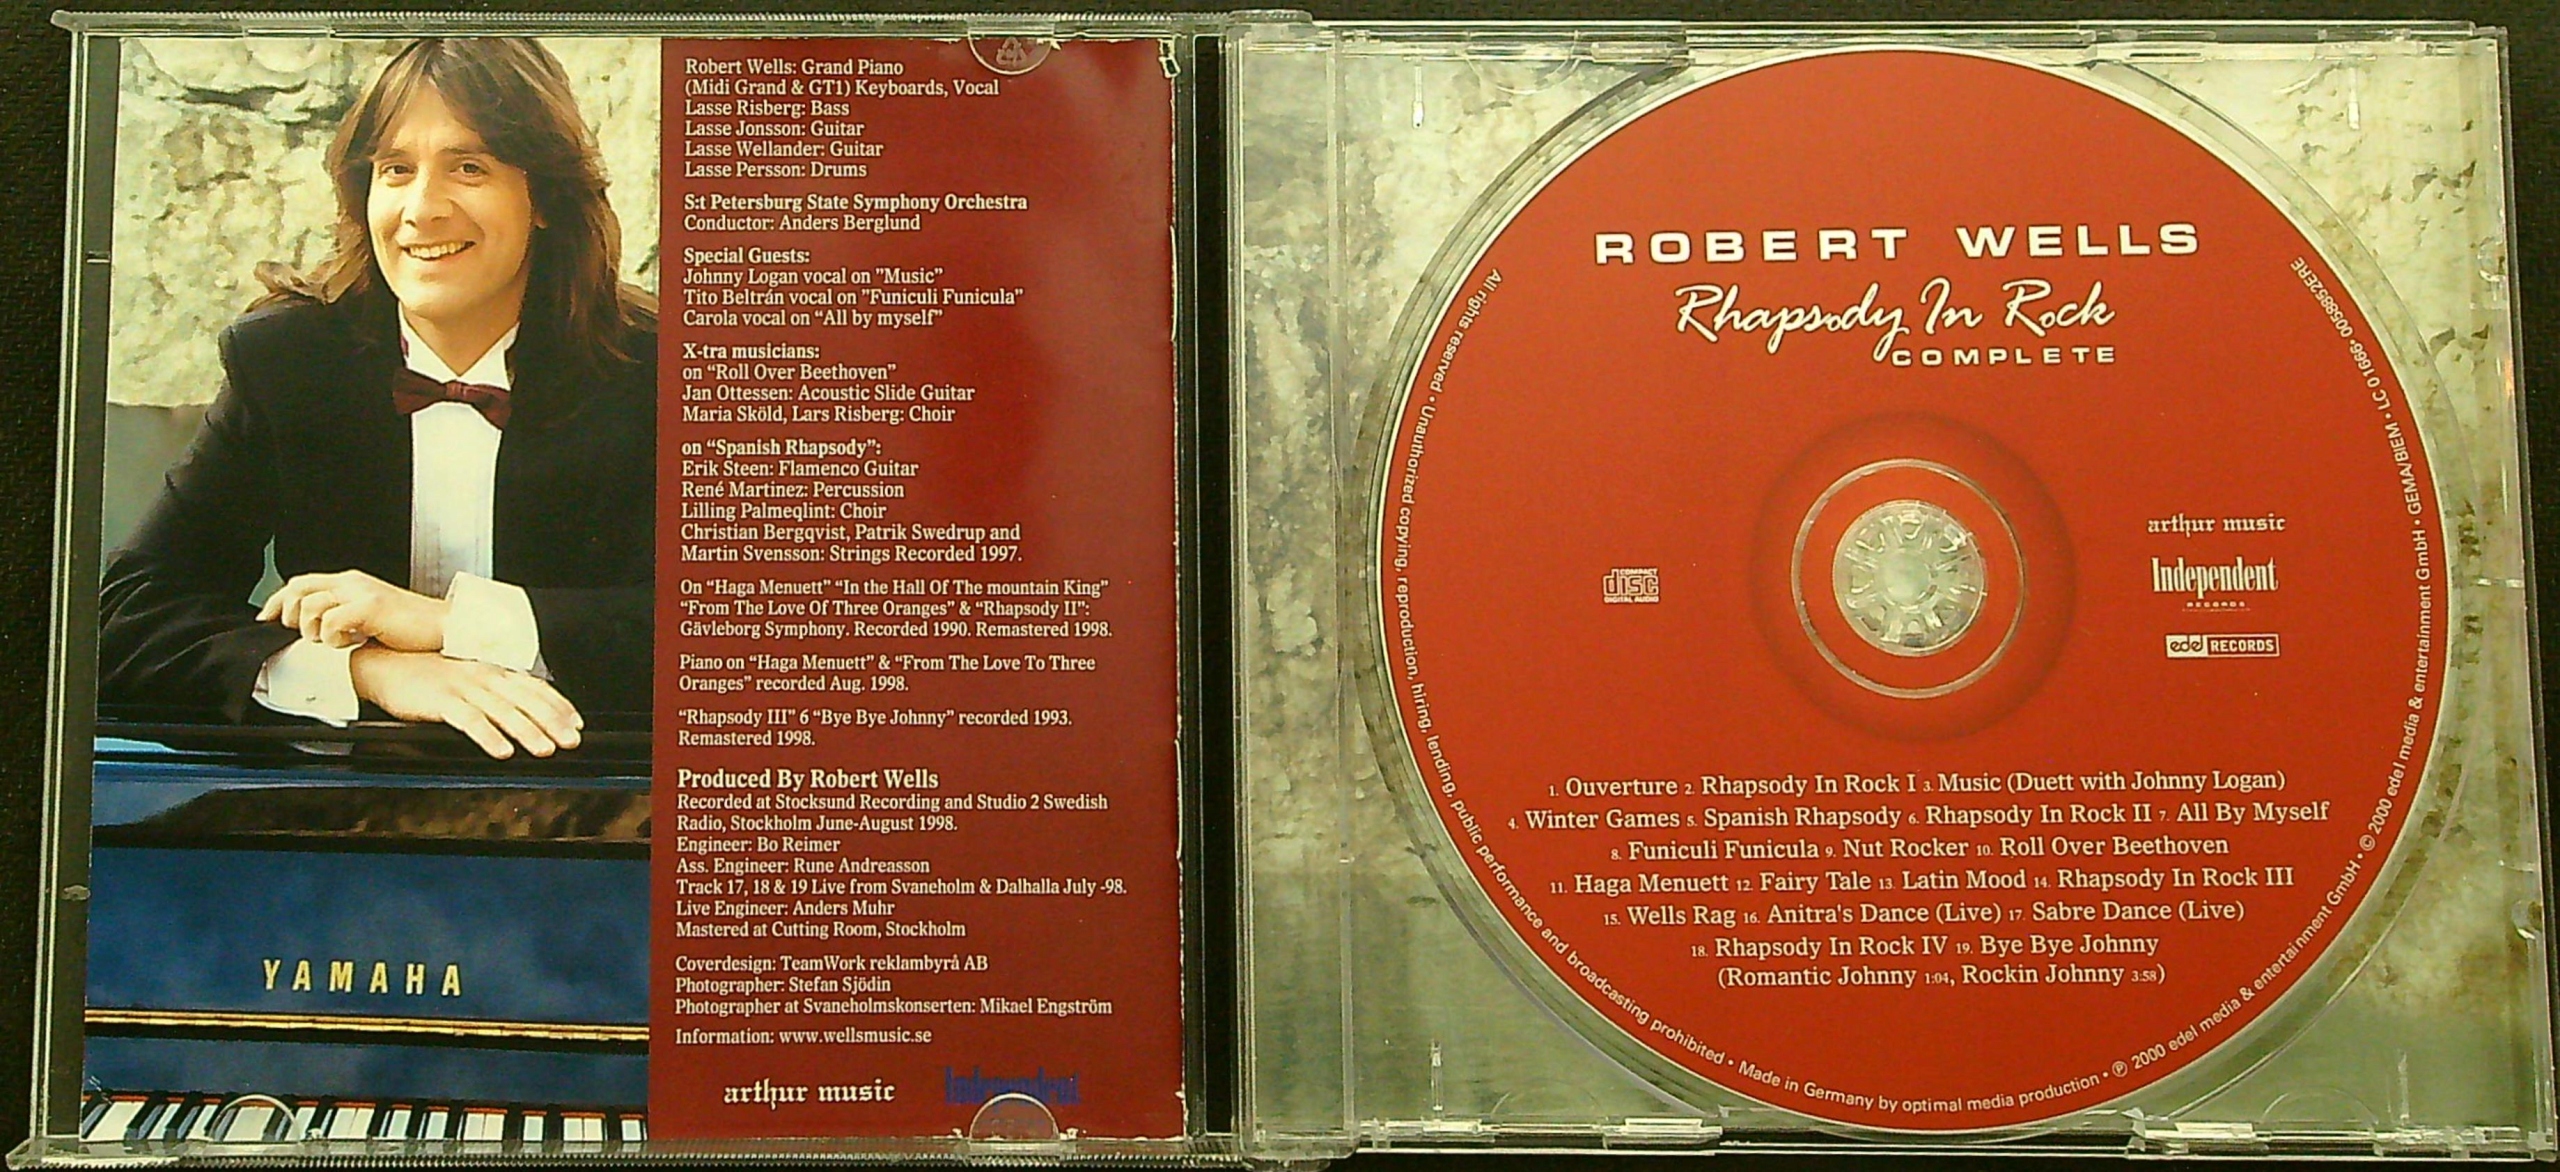 Robert Wells: Grand Piano
(Midi Grand & GT1) Keyboards, Vocal
Lasse Risberg: Bass
Lasse Jonsson: Guitar
Lasse Wellander: Guitar
Lasse Persson: Drums
S:t Petersburg State Symphony Orchestra
Conductor: Anders Berglund
Special Guests:
Johnny Logan vocal on "Music"
Tito Beltrán vocal on "Funiculi Funicula"
Carola vocal on “All by myself”
X-tra musicians:
on “Roll Over Beethoven”
Jan Ottessen: Acoustic Slide Guitar
Maria Sköld, Lars Risberg: Choir
on “Spanish Rhapsody”:
Erik Steen: Flamenco Guitar
René Martinez: Percussion
Lilling Palmeqlint: Choir
Christian Bergqvist, Patrik Swedrup and
Martin Svensson: Strings Recorded 1997.
On “Haga Menuett” “In the Hall Of The mountain King”
“From The Love Of Three Oranges” & “Rhapsody II”:
Gävleborg Symphony. Recorded 1990. Remastered 1998.
Piano on “Haga Menuett” & “From The Love To Three
Oranges” recorded Aug. 1998.
“Rhapsody III” 6 “Bye Bye Johnny” recorded 1993.
Remastered 1998.
Produced By Robert Wells
Recorded at Stocksund Recording and Studio 2 Swedish
Radio, Stockholm June-August 1998.
Engineer: Bo Reimer
Ass. Engineer: Rune Andreasson
Track 17, 18 & 19 Live from Svaneholm & Dalhalla July -98.
Live Engineer: Anders Muhr
Mastered at Cutting Room, Stockholm
Coverdesign: TeamWork reklambyrå AB
Photographer: Stefan Sjödin
Photographer at Svaneholmskonserten: Mikael Engström
Information: www.wellsmusic.se
arthur music
Independent
YAMAHA
ROBERT WELLS
Rhapsody In Rock
COMPLETE
COMPACT
disc
DIGITAL AUDIO
arthur music
Independent
RECORDS
edel RECORDS
1. Ouverture 2. Rhapsody In Rock I 3. Music (Duett with Johnny Logan)
4. Winter Games 5. Spanish Rhapsody 6. Rhapsody In Rock II 7. All By Myself
8. Funiculi Funicula 9. Nut Rocker 10. Roll Over Beethoven
11. Haga Menuett 12. Fairy Tale 13. Latin Mood 14. Rhapsody In Rock III
15. Wells Rag 16. Anitra's Dance (Live) 17. Sabre Dance (Live)
18. Rhapsody In Rock IV 19. Bye Bye Johnny
(Romantic Johnny 1:04, Rockin Johnny 3:58)
All rights reserved • Unauthorized copying, reproduction, hiring, lending, public performance and broadcasting prohibited • Made in Germany by optimal media production • ℗ 2000 edel media & entertainment GmbH • © 2000 edel media & entertainment GmbH • GEMA/BIEM • LC 01666 • 0058852ERE